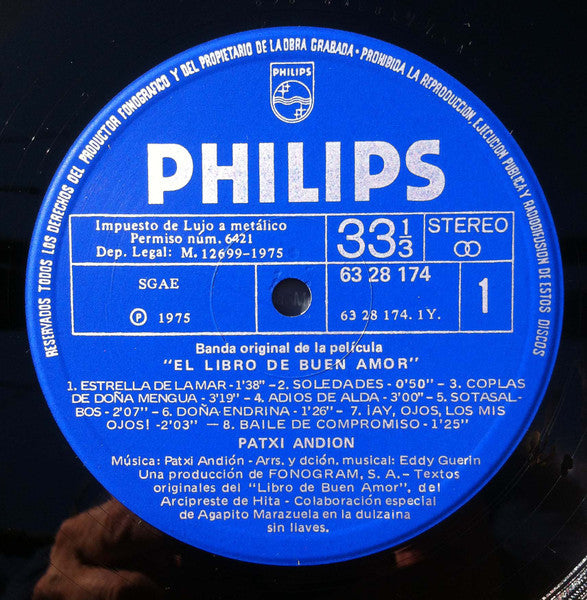 RESERVADOS TODOS LOS DERECHOS DEL PRODUCTOR FONOGRAFICO Y DEL PROPIETARIO DE LA OBRA GRABADA · PROHIBIDA LA REPRODUCCION, EJECUCION PUBLICA Y RADIODIFUSION DE ESTOS DISCOS
PHILIPS
PHILIPS
Impuesto de Lujo a metálico
Permiso núm. 6421
Dep. Legal: M. 12699-1975
33 1/3
STEREO
SGAE
Ⓟ 1975
63 28 174
63 28 174. 1Y.
1
Banda original de la película
"EL LIBRO DE BUEN AMOR"
1. ESTRELLA DE LA MAR - 1'38" – 2. SOLEDADES - 0'50" – 3. COPLAS
DE DOÑA MENGUA - 3'19" – 4. ADIOS DE ALDA - 3'00" – 5. SOTASAL-
BOS - 2'07" – 6. DOÑA ENDRINA - 1'26" – 7. ¡AY, OJOS, LOS MIS
OJOS! - 2'03" – 8. BAILE DE COMPROMISO - 1'25"
PATXI ANDION
Música: Patxi Andión - Arrs. y dción, musical: Eddy Guerin
Una producción de FONOGRAM, S. A. – Textos
originales del "Libro de Buen Amor", del
Arcipreste de Hita - Colaboración especial
de Agapito Marazuela en la dulzaina
sin llaves.